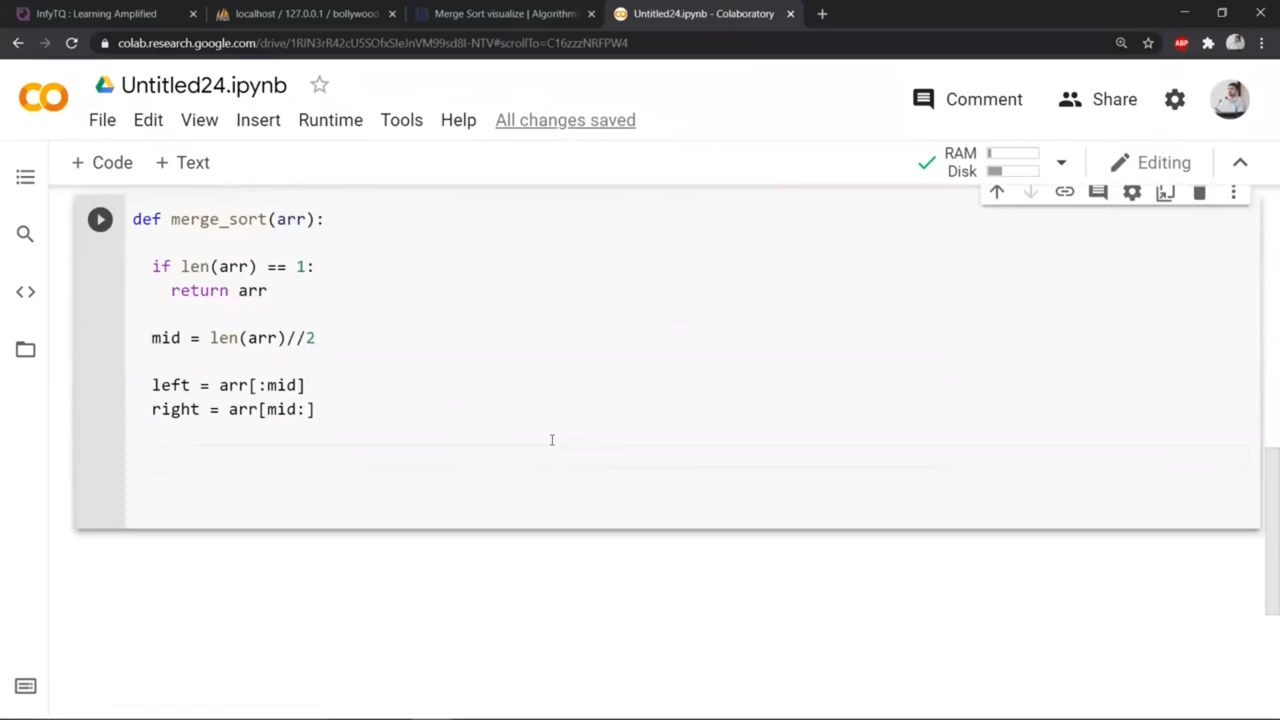 InfyTQ : Learning Amplified
localhost / 127.0.0.1 / bollywood
Merge Sort visualize | Algorithm
Untitled24.ipynb - Colaboratory
colab.research.google.com/drive/1RIN3rR42cU5SOfxSIeJnVM99sd8I-NTV#scrollTo=C16zzzNRFPW4
ABP
CO
Untitled24.ipynb
Comment
Share
File Edit View Insert Runtime Tools Help All changes saved
+ Code + Text
RAM
Disk
Editing
def merge_sort(arr):
if len(arr) == 1:
return arr
mid = len(arr)//2
left = arr[:mid]
right = arr[mid:]